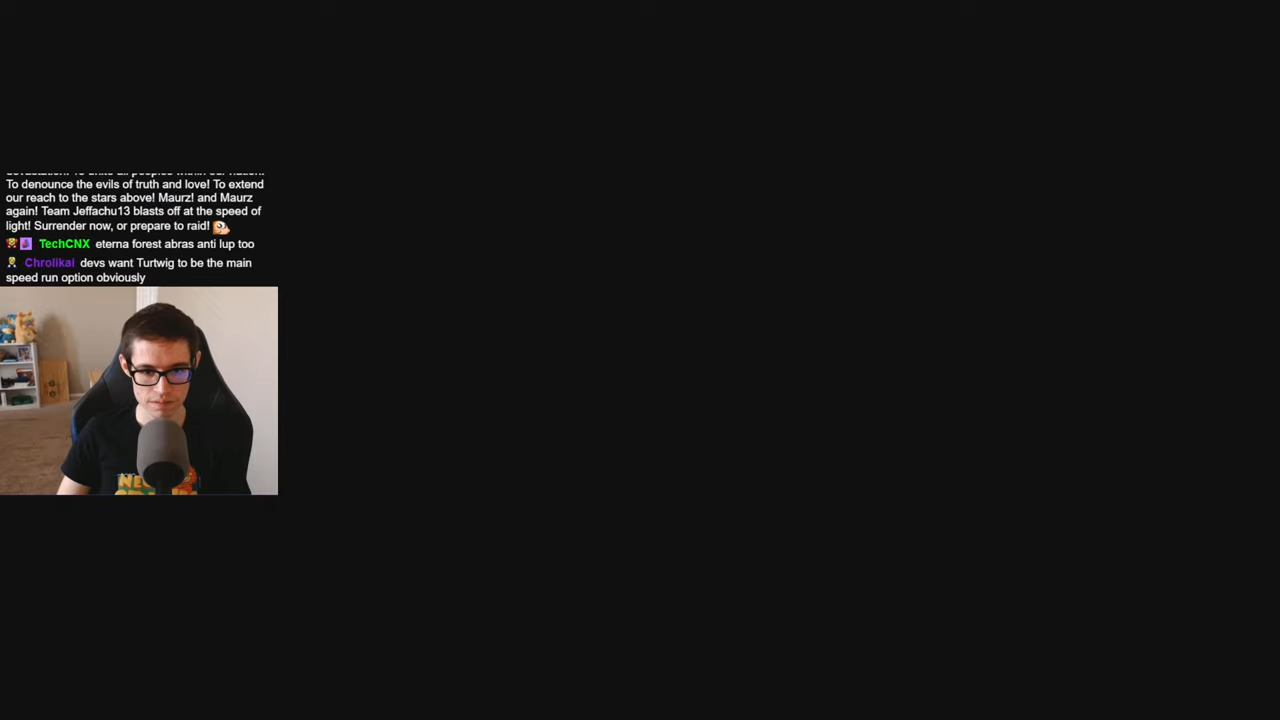 To denounce the evils of truth and love! To extend
our reach to the stars above! Maurz! and Maurz
again! Team Jeffachu13 blasts off at the speed of
light! Surrender now, or prepare to raid!
TechCNX eterna forest abras anti lup too
Chrolikai devs want Turtwig to be the main
speed run option obviously